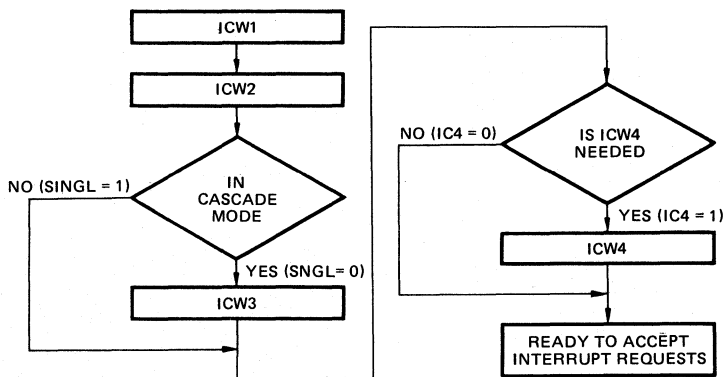 ICW1
ICW2
IN
CASCADE
MODE
NO (SINGL = 1)
YES (SNGL= 0)
ICW3
IS ICW4
NEEDED
NO (IC4 = 0)
YES (IC4 = 1)
ICW4
READY TO ACCEPT
INTERRUPT REQUESTS